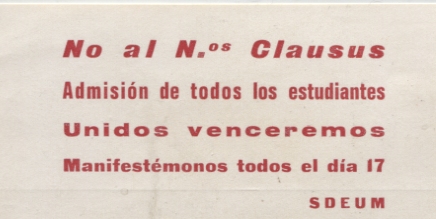 No al N.os Clausus
Admisión de todos los estudiantes
Unidos venceremos
Manifestémonos todos el día 17
SDEUM